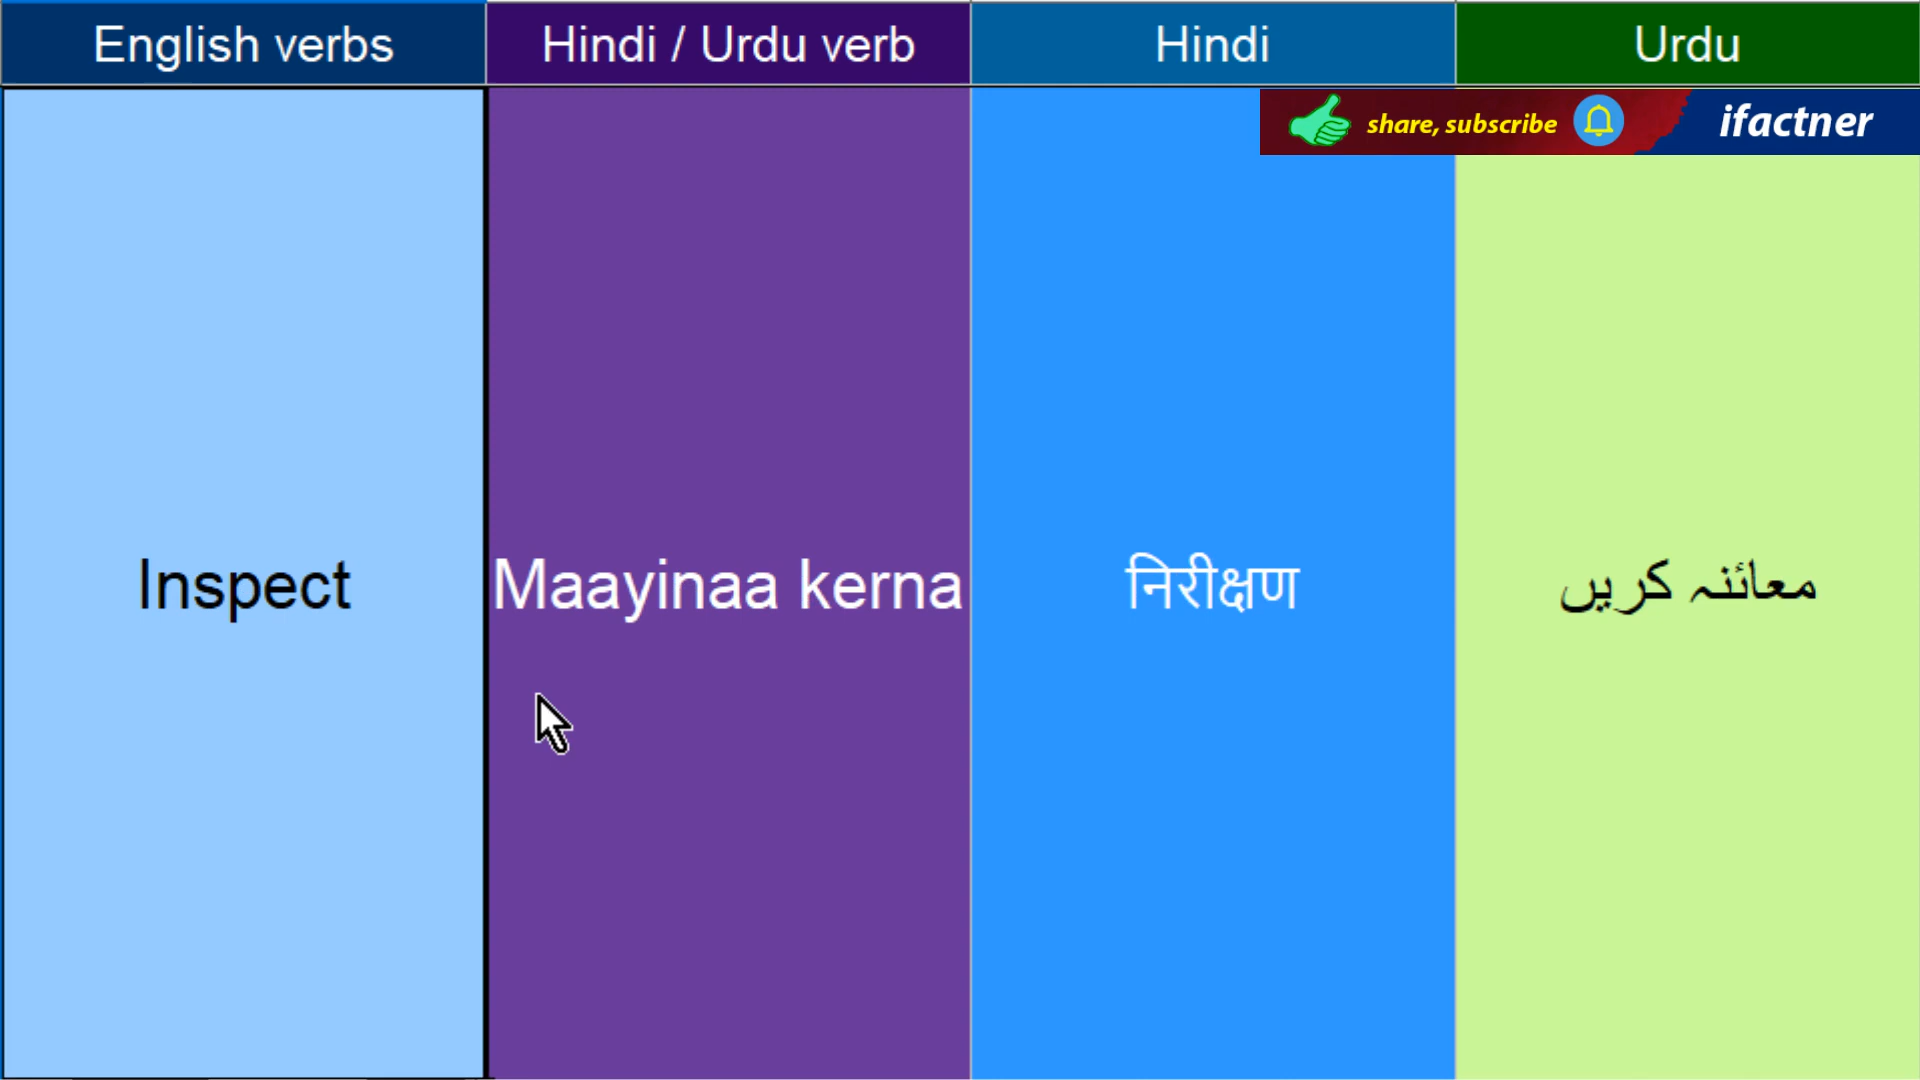 English verbs
Hindi / Urdu verb
Hindi
Urdu
share, subscribe
ifactner
Inspect
Maayinaa kerna
निरीक्षण
معائنہ کریں